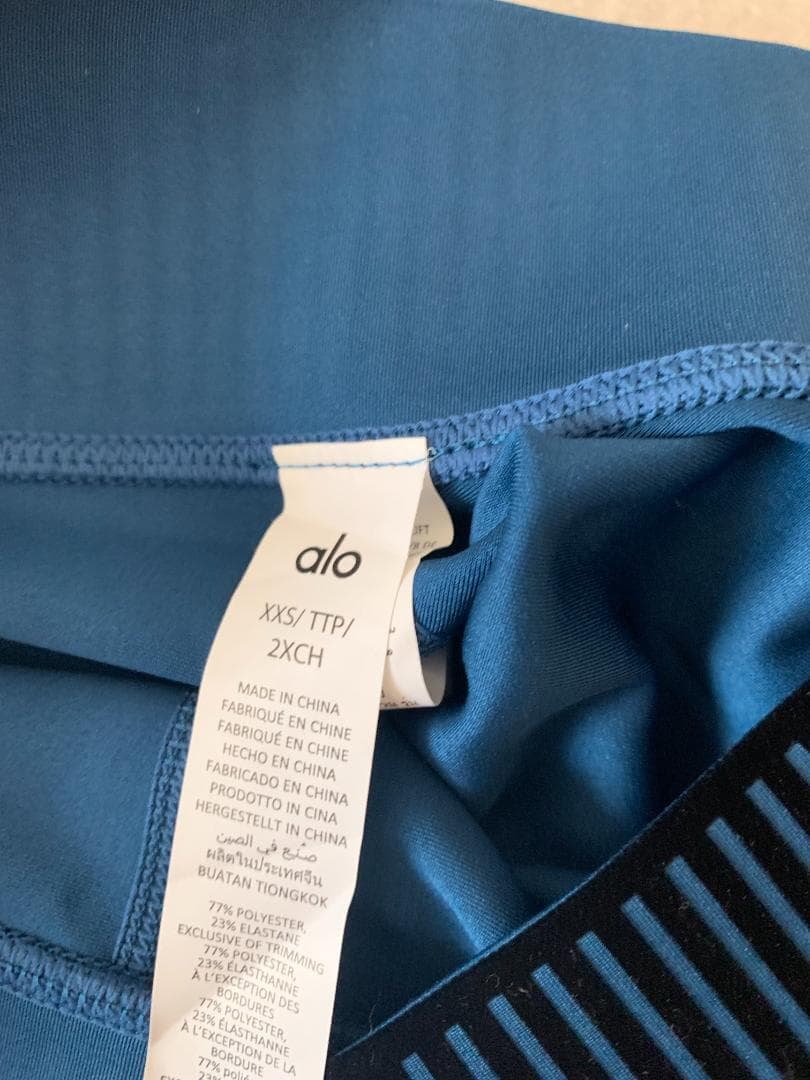 alo
XXS/ TTP/
2XCH
MADE IN CHINA
FABRIQUÉ EN CHINE
FABRIQUÉ EN CHINE
HECHO EN CHINA
FABRICADO EN CHINA
PRODOTTO IN CINA
HERGESTELLT IN CHINA
صُنع في الصين
ผลิตในประเทศจีน
BUATAN TIONGKOK
77% POLYESTER,
23% ELASTANE
EXCLUSIVE OF TRIMMING
77% POLYESTER,
23% ÉLASTHANNE
À L'EXCEPTION DES
BORDURES
77% POLYESTER,
23% ÉLASTHANNE
À L'EXCEPTION DE LA
BORDURE
77%